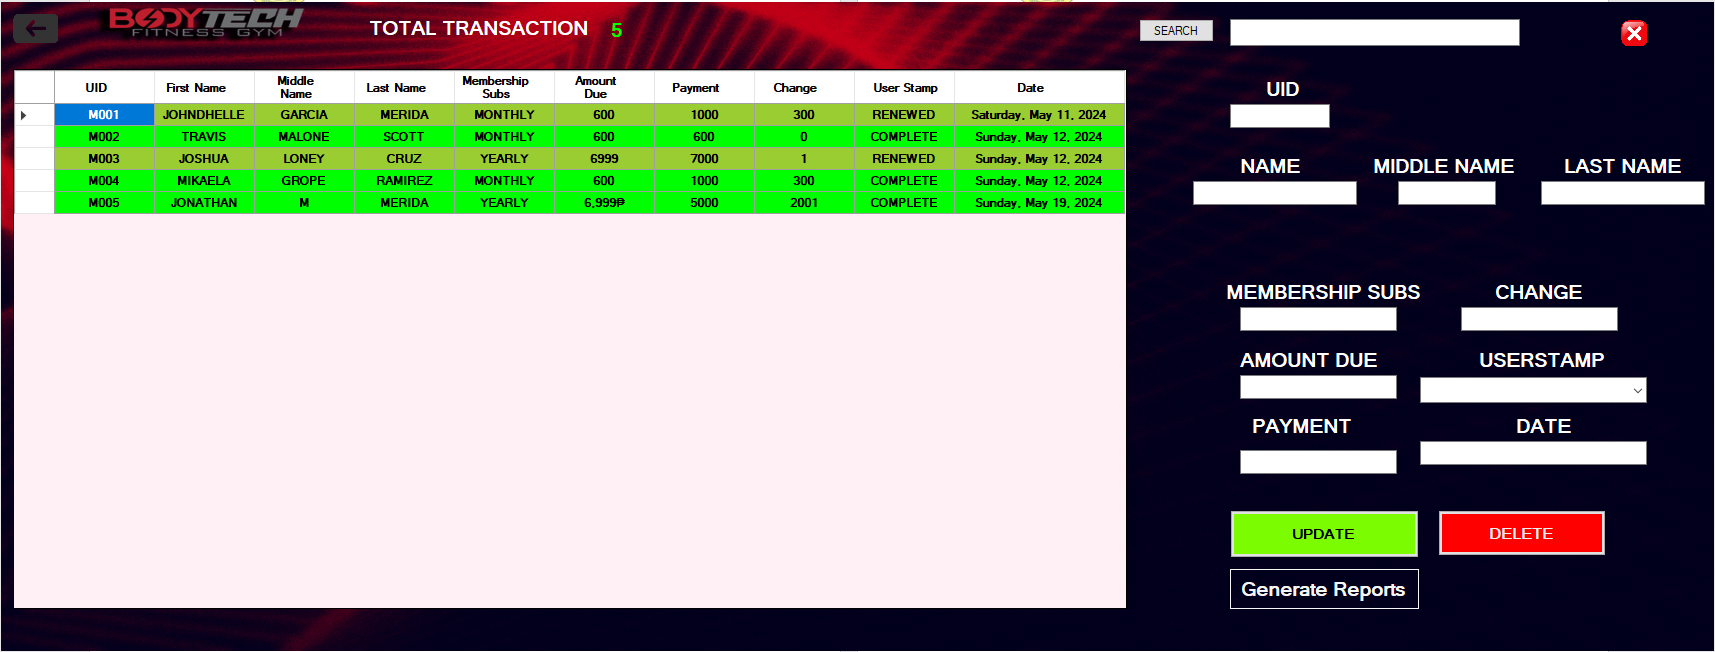 BODYTECH
FITNESS GYM
TOTAL TRANSACTION 5
SEARCH
UID First Name Middle Name Last Name Membership Subs Amount Due Payment Change User Stamp Date
M001 JOHNDHELLE GARCIA MERIDA MONTHLY 600 1000 300 RENEWED Saturday, May 11, 2024
M002 TRAVIS MALONE SCOTT MONTHLY 600 600 0 COMPLETE Sunday, May 12, 2024
M003 JOSHUA LONEY CRUZ YEARLY 6999 7000 1 RENEWED Sunday, May 12, 2024
M004 MIKAELA GROPE RAMIREZ MONTHLY 600 1000 300 COMPLETE Sunday, May 12, 2024
M005 JONATHAN M MERIDA YEARLY 6,999₱ 5000 2001 COMPLETE Sunday, May 19, 2024
UID
NAME MIDDLE NAME LAST NAME
MEMBERSHIP SUBS CHANGE
AMOUNT DUE USERSTAMP
PAYMENT DATE
UPDATE DELETE
Generate Reports